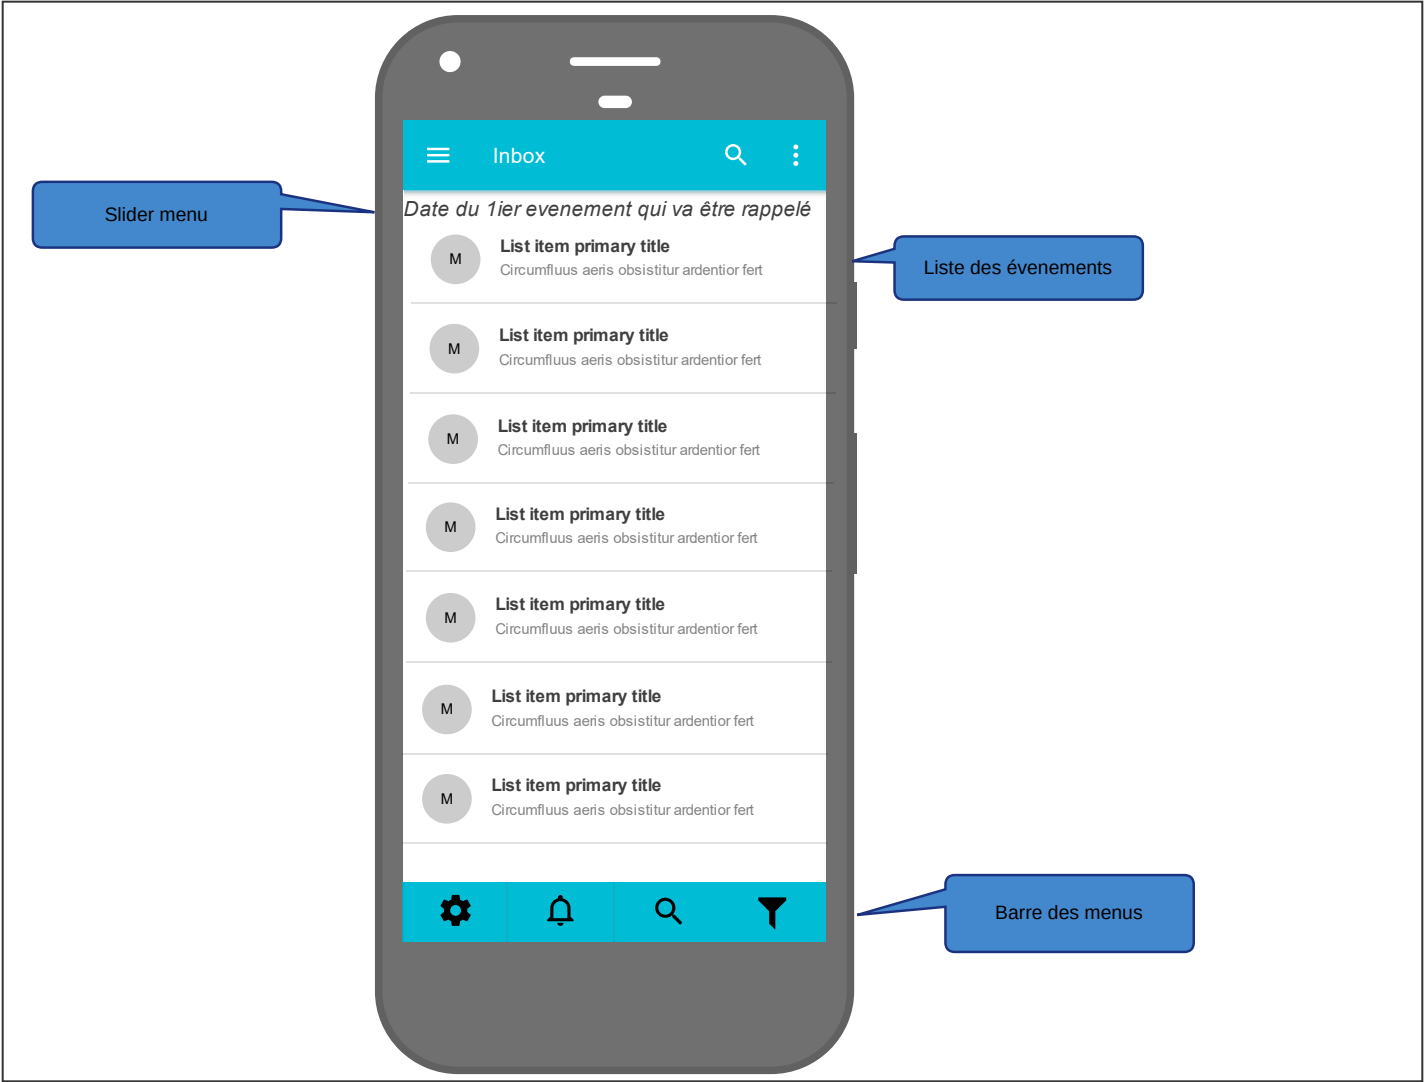 Inbox
Slider menu
Date du 1ier evenement qui va être rappelé
M
List item primary title
Circumfluus aeris obsistitur ardentior fert
Liste des évenements
M
List item primary title
Circumfluus aeris obsistitur ardentior fert
M
List item primary title
Circumfluus aeris obsistitur ardentior fert
M
List item primary title
Circumfluus aeris obsistitur ardentior fert
M
List item primary title
Circumfluus aeris obsistitur ardentior fert
M
List item primary title
Circumfluus aeris obsistitur ardentior fert
M
List item primary title
Circumfluus aeris obsistitur ardentior fert
Barre des menus